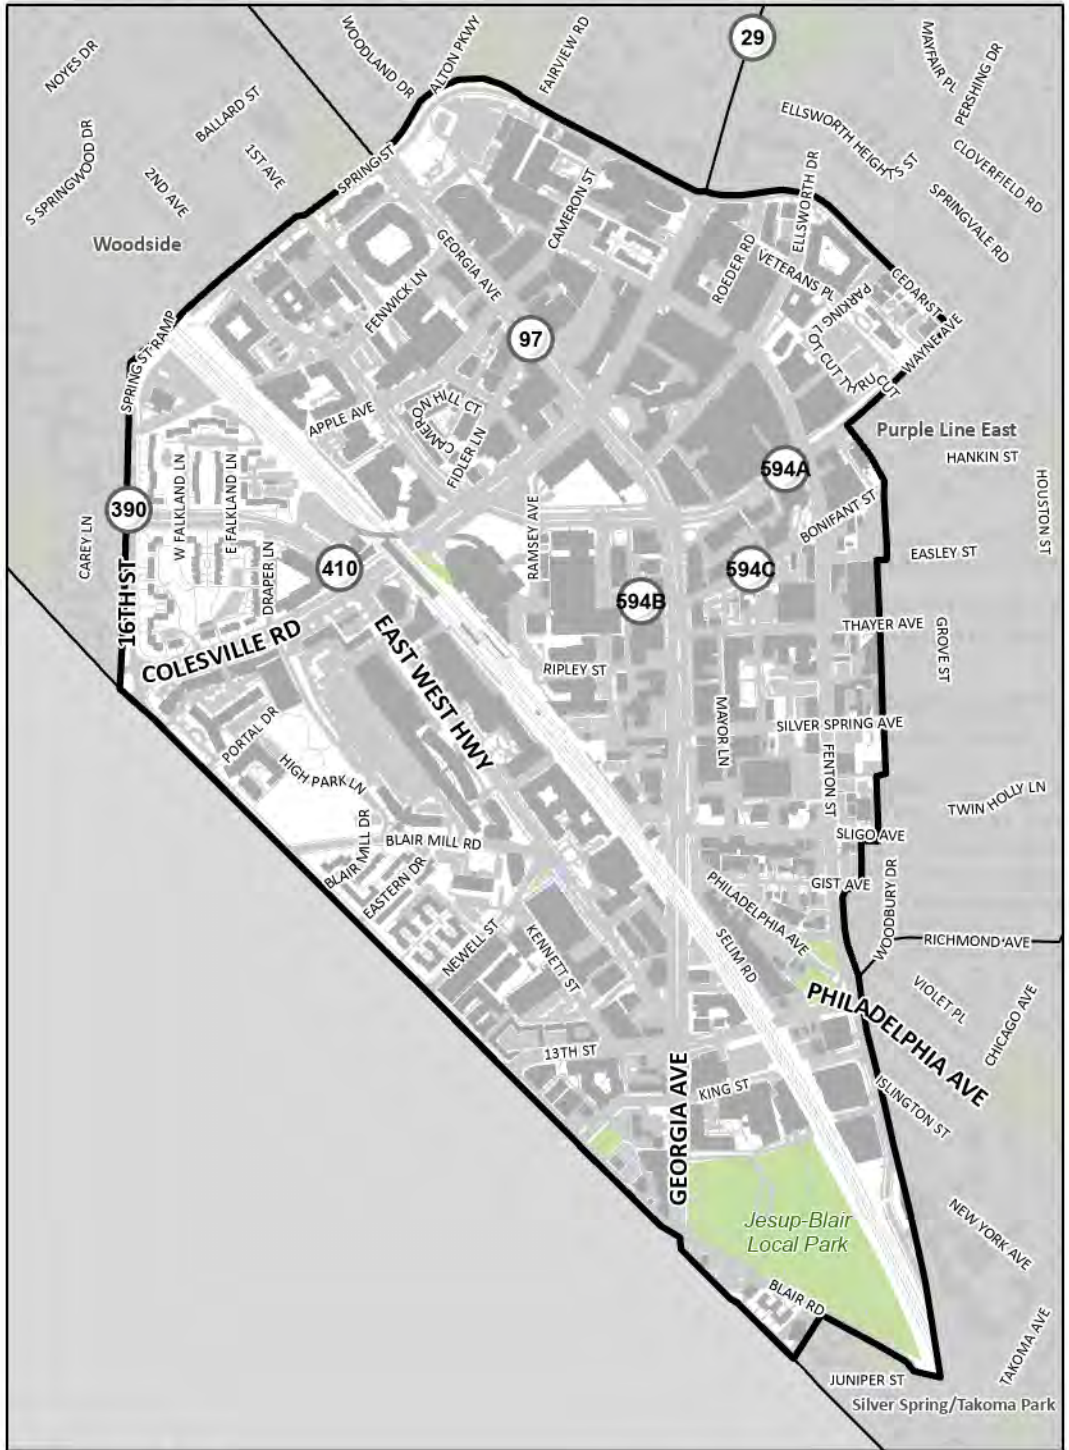 29
NOYES DR
WOODLAND DR
ALTON PKWY
FAIRVIEW RD
MAYFAIR PL
PERSHING DR
BALLARD ST
ELLSWORTH HEIGHTS ST
S SPRINGWOOD DR
1ST AVE
2ND AVE
SPRING ST
CLOVERFIELD RD
SPRINGVALE RD
Woodside
CAMERON ST
ELLSWORTH DR
GEORGIA AVE
ROEDER RD
VETERANS PL
CEDAR ST
FENWICK LN
PARKING LOT CUT THRU
CUT
WAYNE AVE
SPRING ST RAMP
97
APPLE AVE
CAMERON HILL CT
FIDLER LN
Purple Line East
HANKIN ST
594A
HOUSTON ST
W FALKLAND LN
E FALKLAND LN
390
CAREY LN
BONIFANT ST
RAMSEY AVE
EASLEY ST
410
DRAPER LN
594B
594C
16TH ST
COLESVILLE RD
EAST WEST HWY
THAYER AVE
GROVE ST
RIPLEY ST
MAYOR LN
SILVER SPRING AVE
PORTAL DR
HIGH PARK LN
FENTON ST
TWIN HOLLY LN
BLAIR MILL DR
BLAIR MILL RD
SLIGO AVE
EASTERN DR
GIST AVE
PHILADELPHIA AVE
WOODBURY DR
NEWELL ST
KENNETT ST
SELIM RD
RICHMOND AVE
PHILADELPHIA AVE
VIOLET PL
CHICAGO AVE
13TH ST
KING ST
ISLINGTON ST
GEORGIA AVE
Jesup-Blair
Local Park
NEW YORK AVE
BLAIR RD
TAKOMA AVE
JUNIPER ST
Silver Spring/Takoma Park